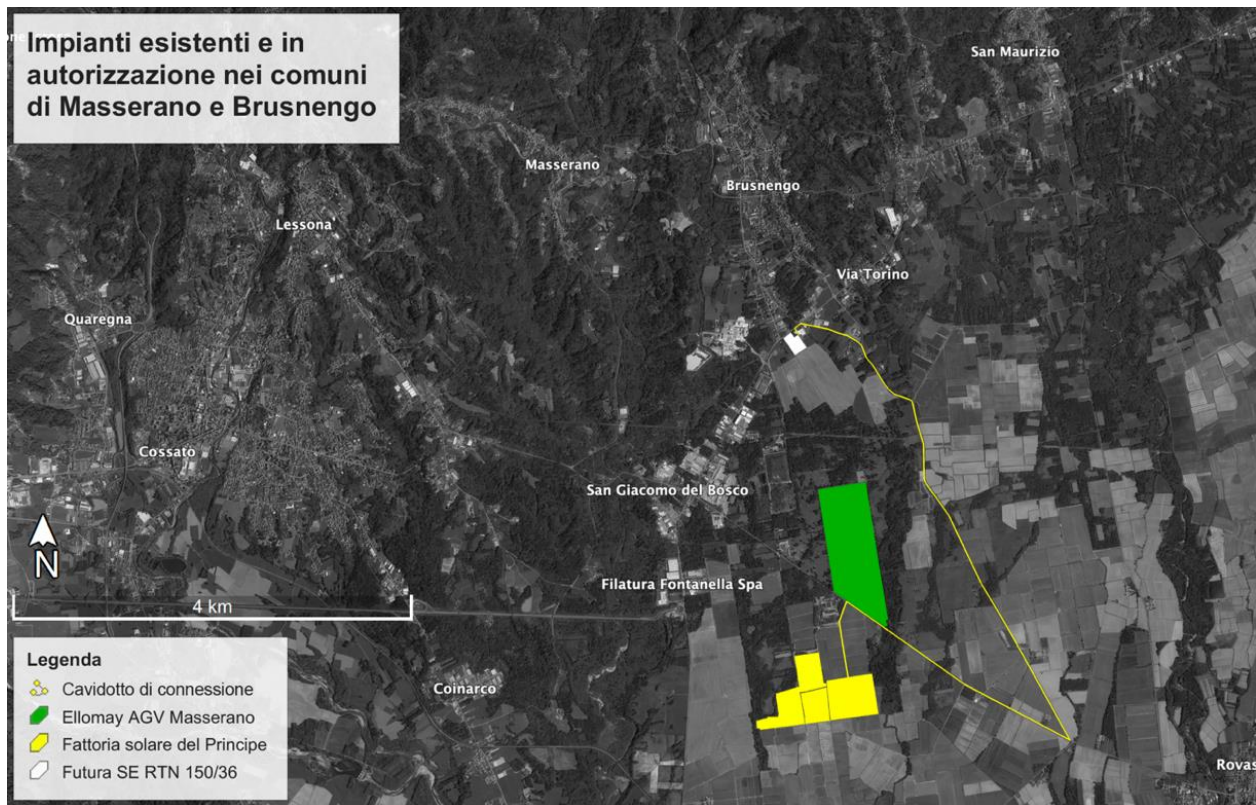 Impianti esistenti e in
autorizzazione nei comuni
di Masserano e Brusnengo
San Maurizio
Masserano
Brusnengo
Lessona
Via Torino
Quaregna
Cossato
San Giacomo del Bosco
N
Filatura Fontanella Spa
4 km
Legenda
Cavidotto di connessione
Ellomay AGV Masserano
Fattoria solare del Principe
Futura SE RTN 150/36
Coinarco
Rovas